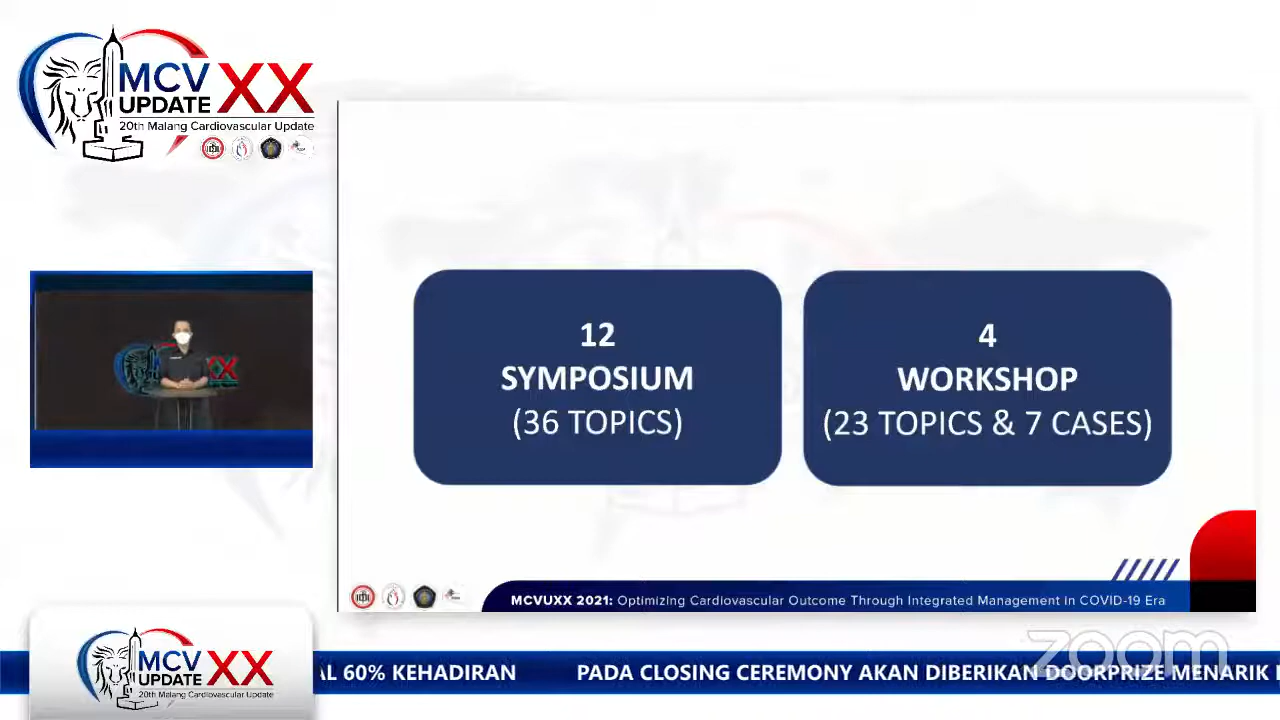 MCV XX
UPDATE
20th Malang Cardiovascular Update
12
SYMPOSIUM
(36 TOPICS)
4
WORKSHOP
(23 TOPICS & 7 CASES)
MCVUXX 2021: Optimizing Cardiovascular Outcome Through Integrated Management in COVID-19 Era
zoom
MCV XX
UPDATE
20th Malang Cardiovascular Update
60% KEHADIRAN PADA CLOSING CEREMONY AKAN DIBERIKAN DOORPRIZE MENARIK